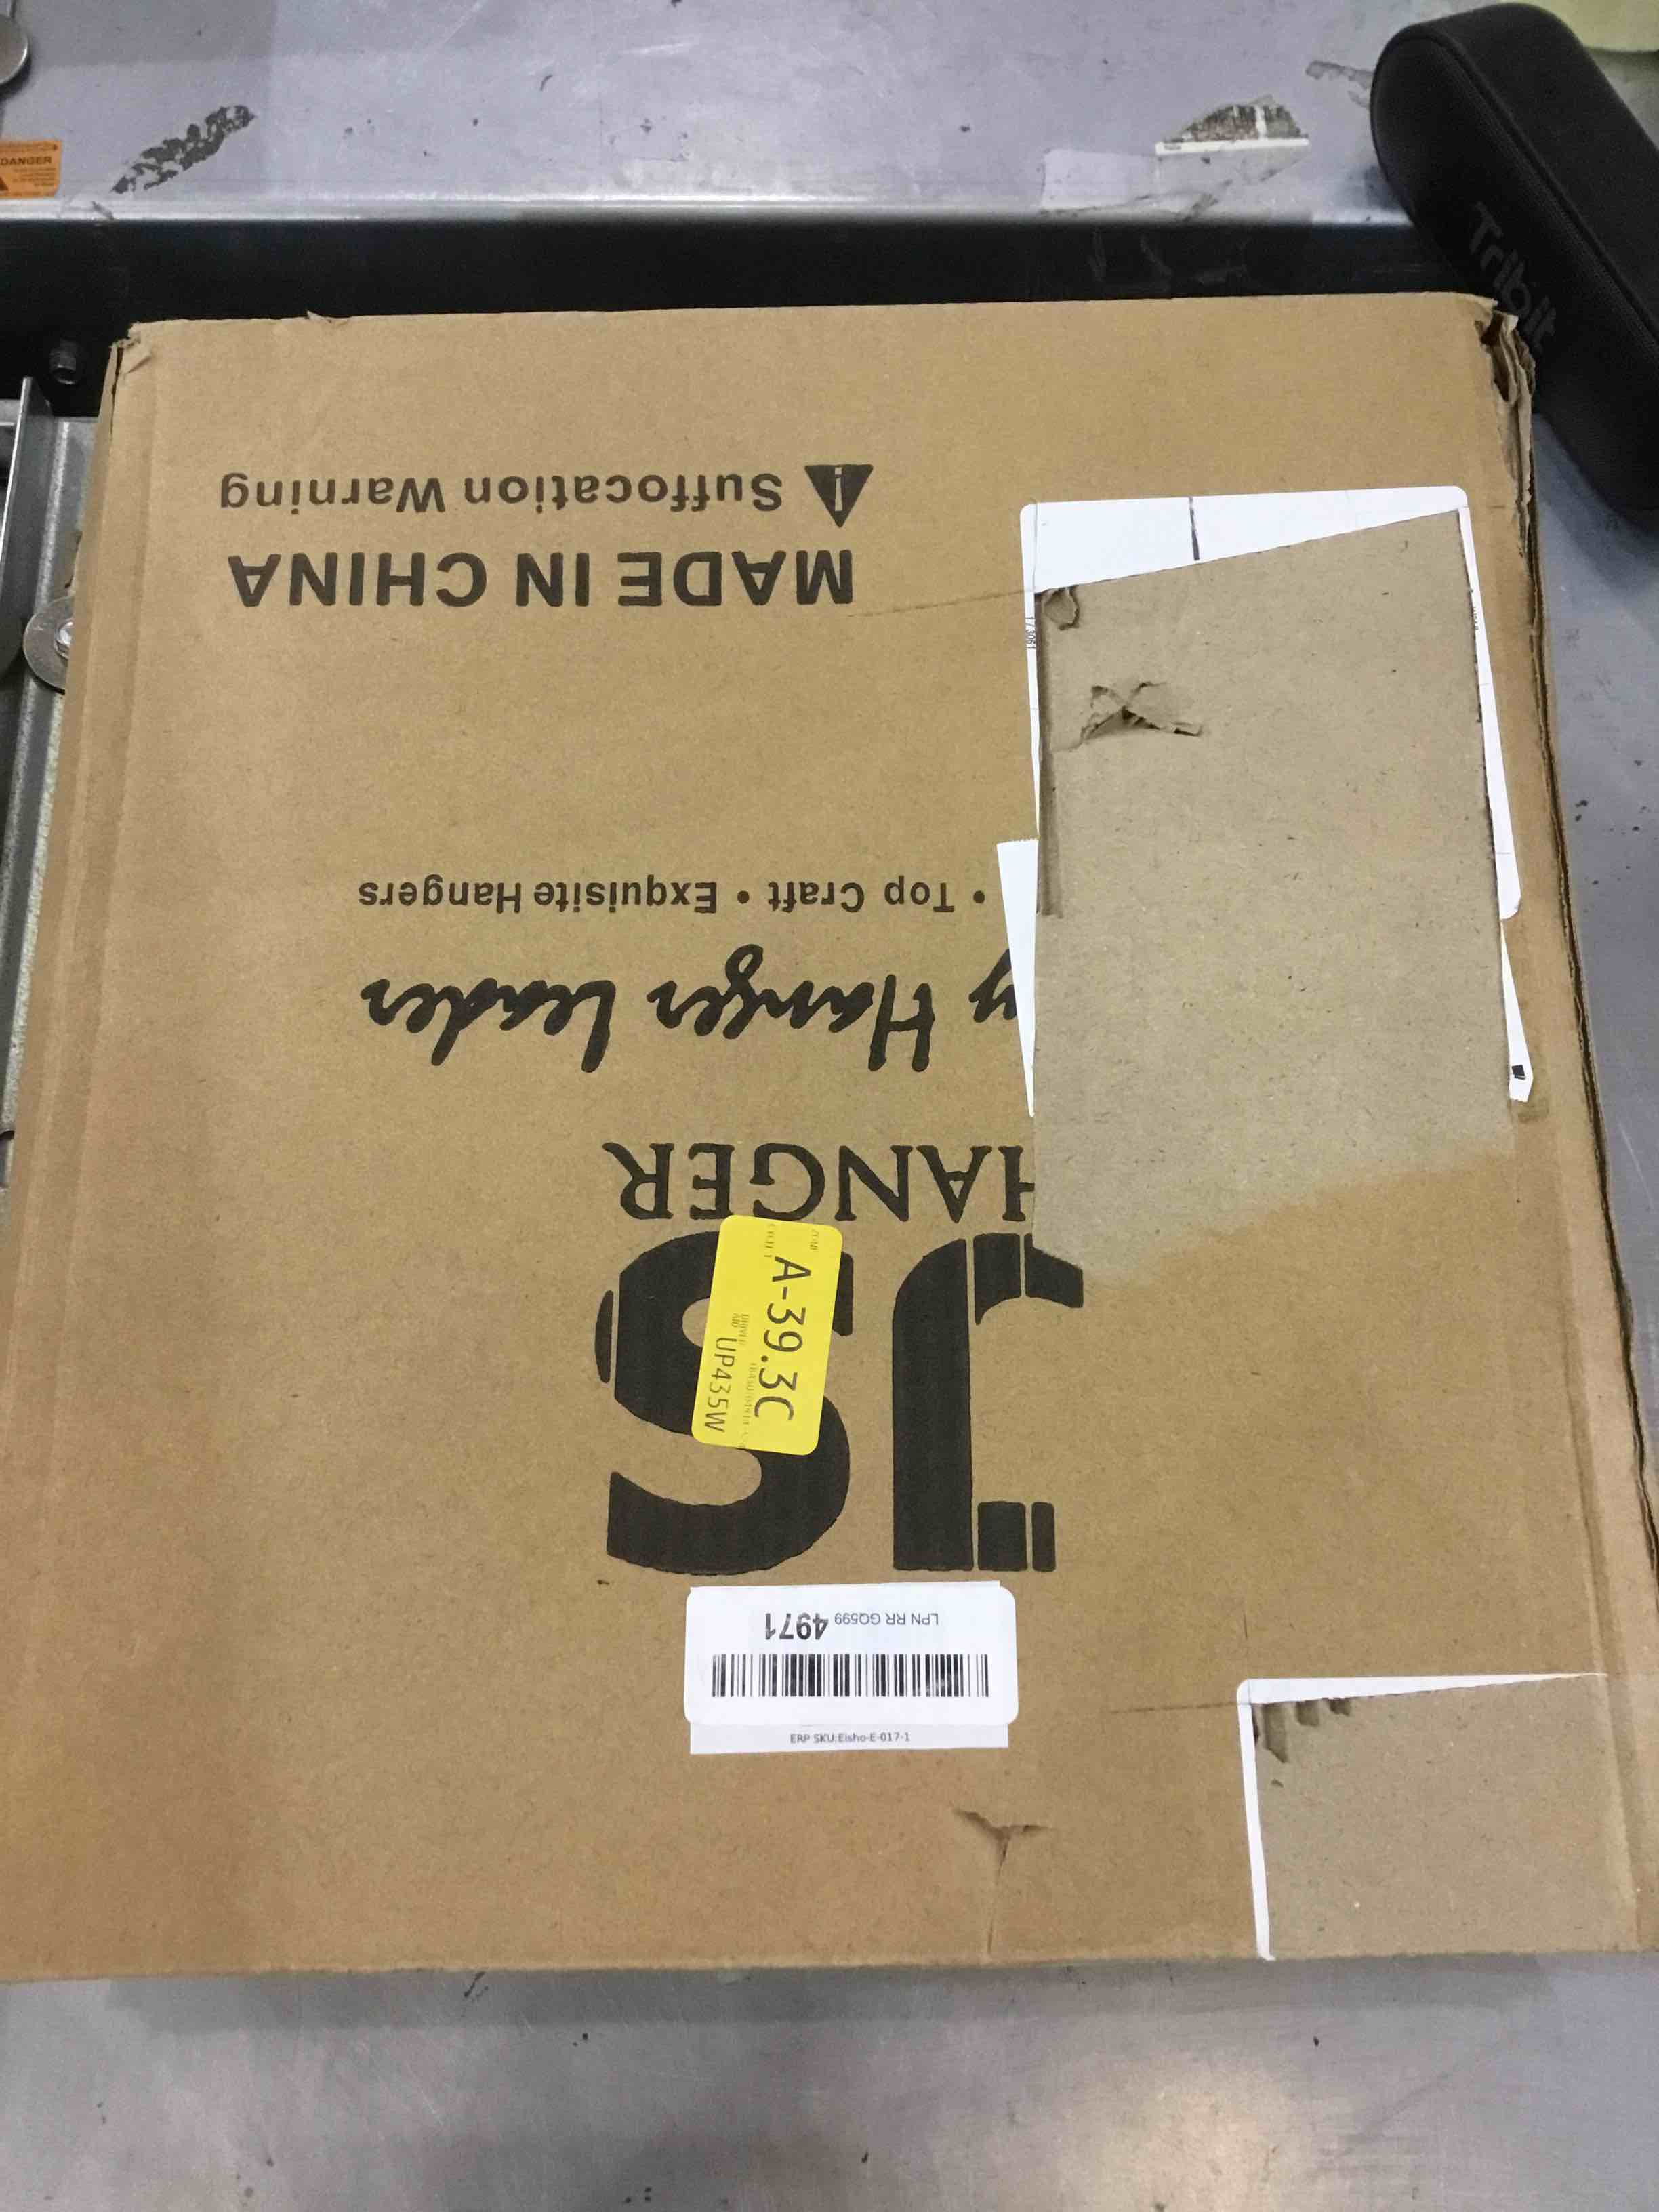 DANGER
Tribit
JS
HANGER
y Hanger Leader
• Top Craft • Exquisite Hangers
MADE IN CHINA
Suffocation Warning
A-39.3C
UP435W
LPN RR GQ599 4971
ERP SKU:Eisho-E-017-1